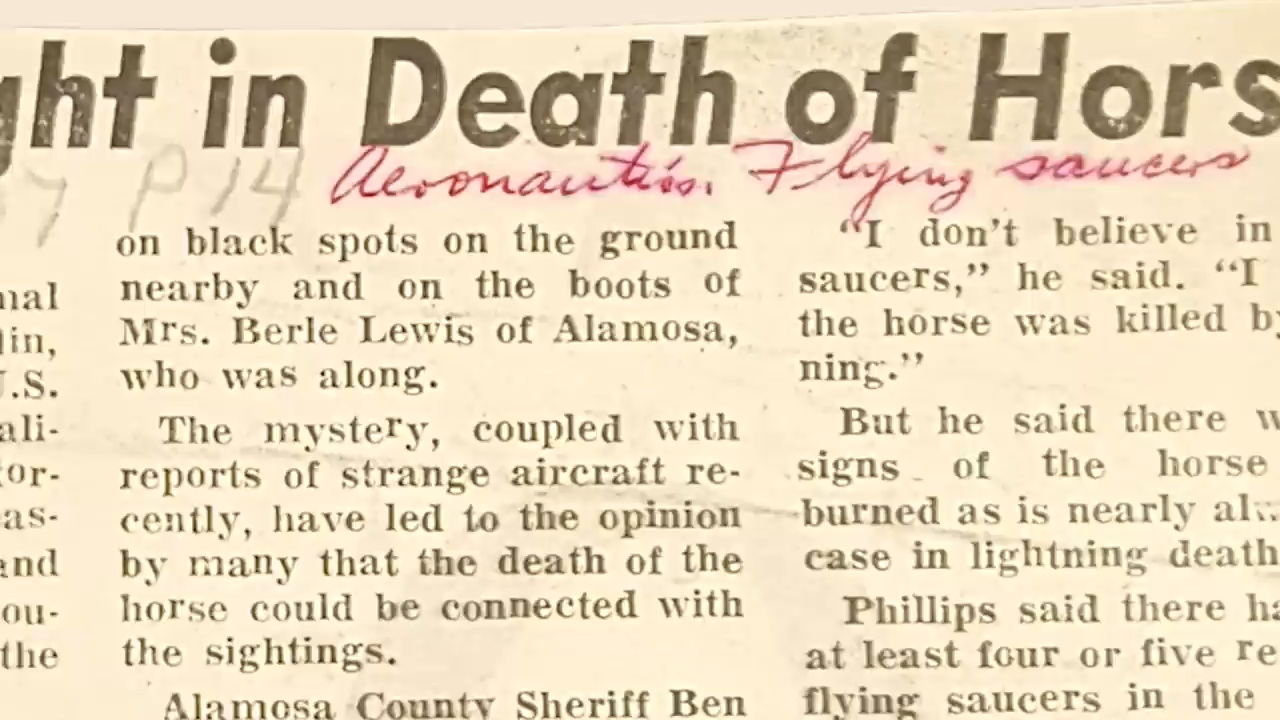 ght in Death of Hors
7 P 14 Aeronautics. Flying saucers
nal
lin,
U.S.
ali-
for-
as-
and
ou-
the
on black spots on the ground
nearby and on the boots of
Mrs. Berle Lewis of Alamosa,
who was along.
The mystery, coupled with
reports of strange aircraft re-
cently, have led to the opinion
by many that the death of the
horse could be connected with
the sightings.
Alamosa County Sheriff Ben
"I don't believe in
saucers," he said. "I
the horse was killed by
ning."
But he said there w
signs of the horse
burned as is nearly al
case in lightning death
Phillips said there ha
at least four or five re
flying saucers in the